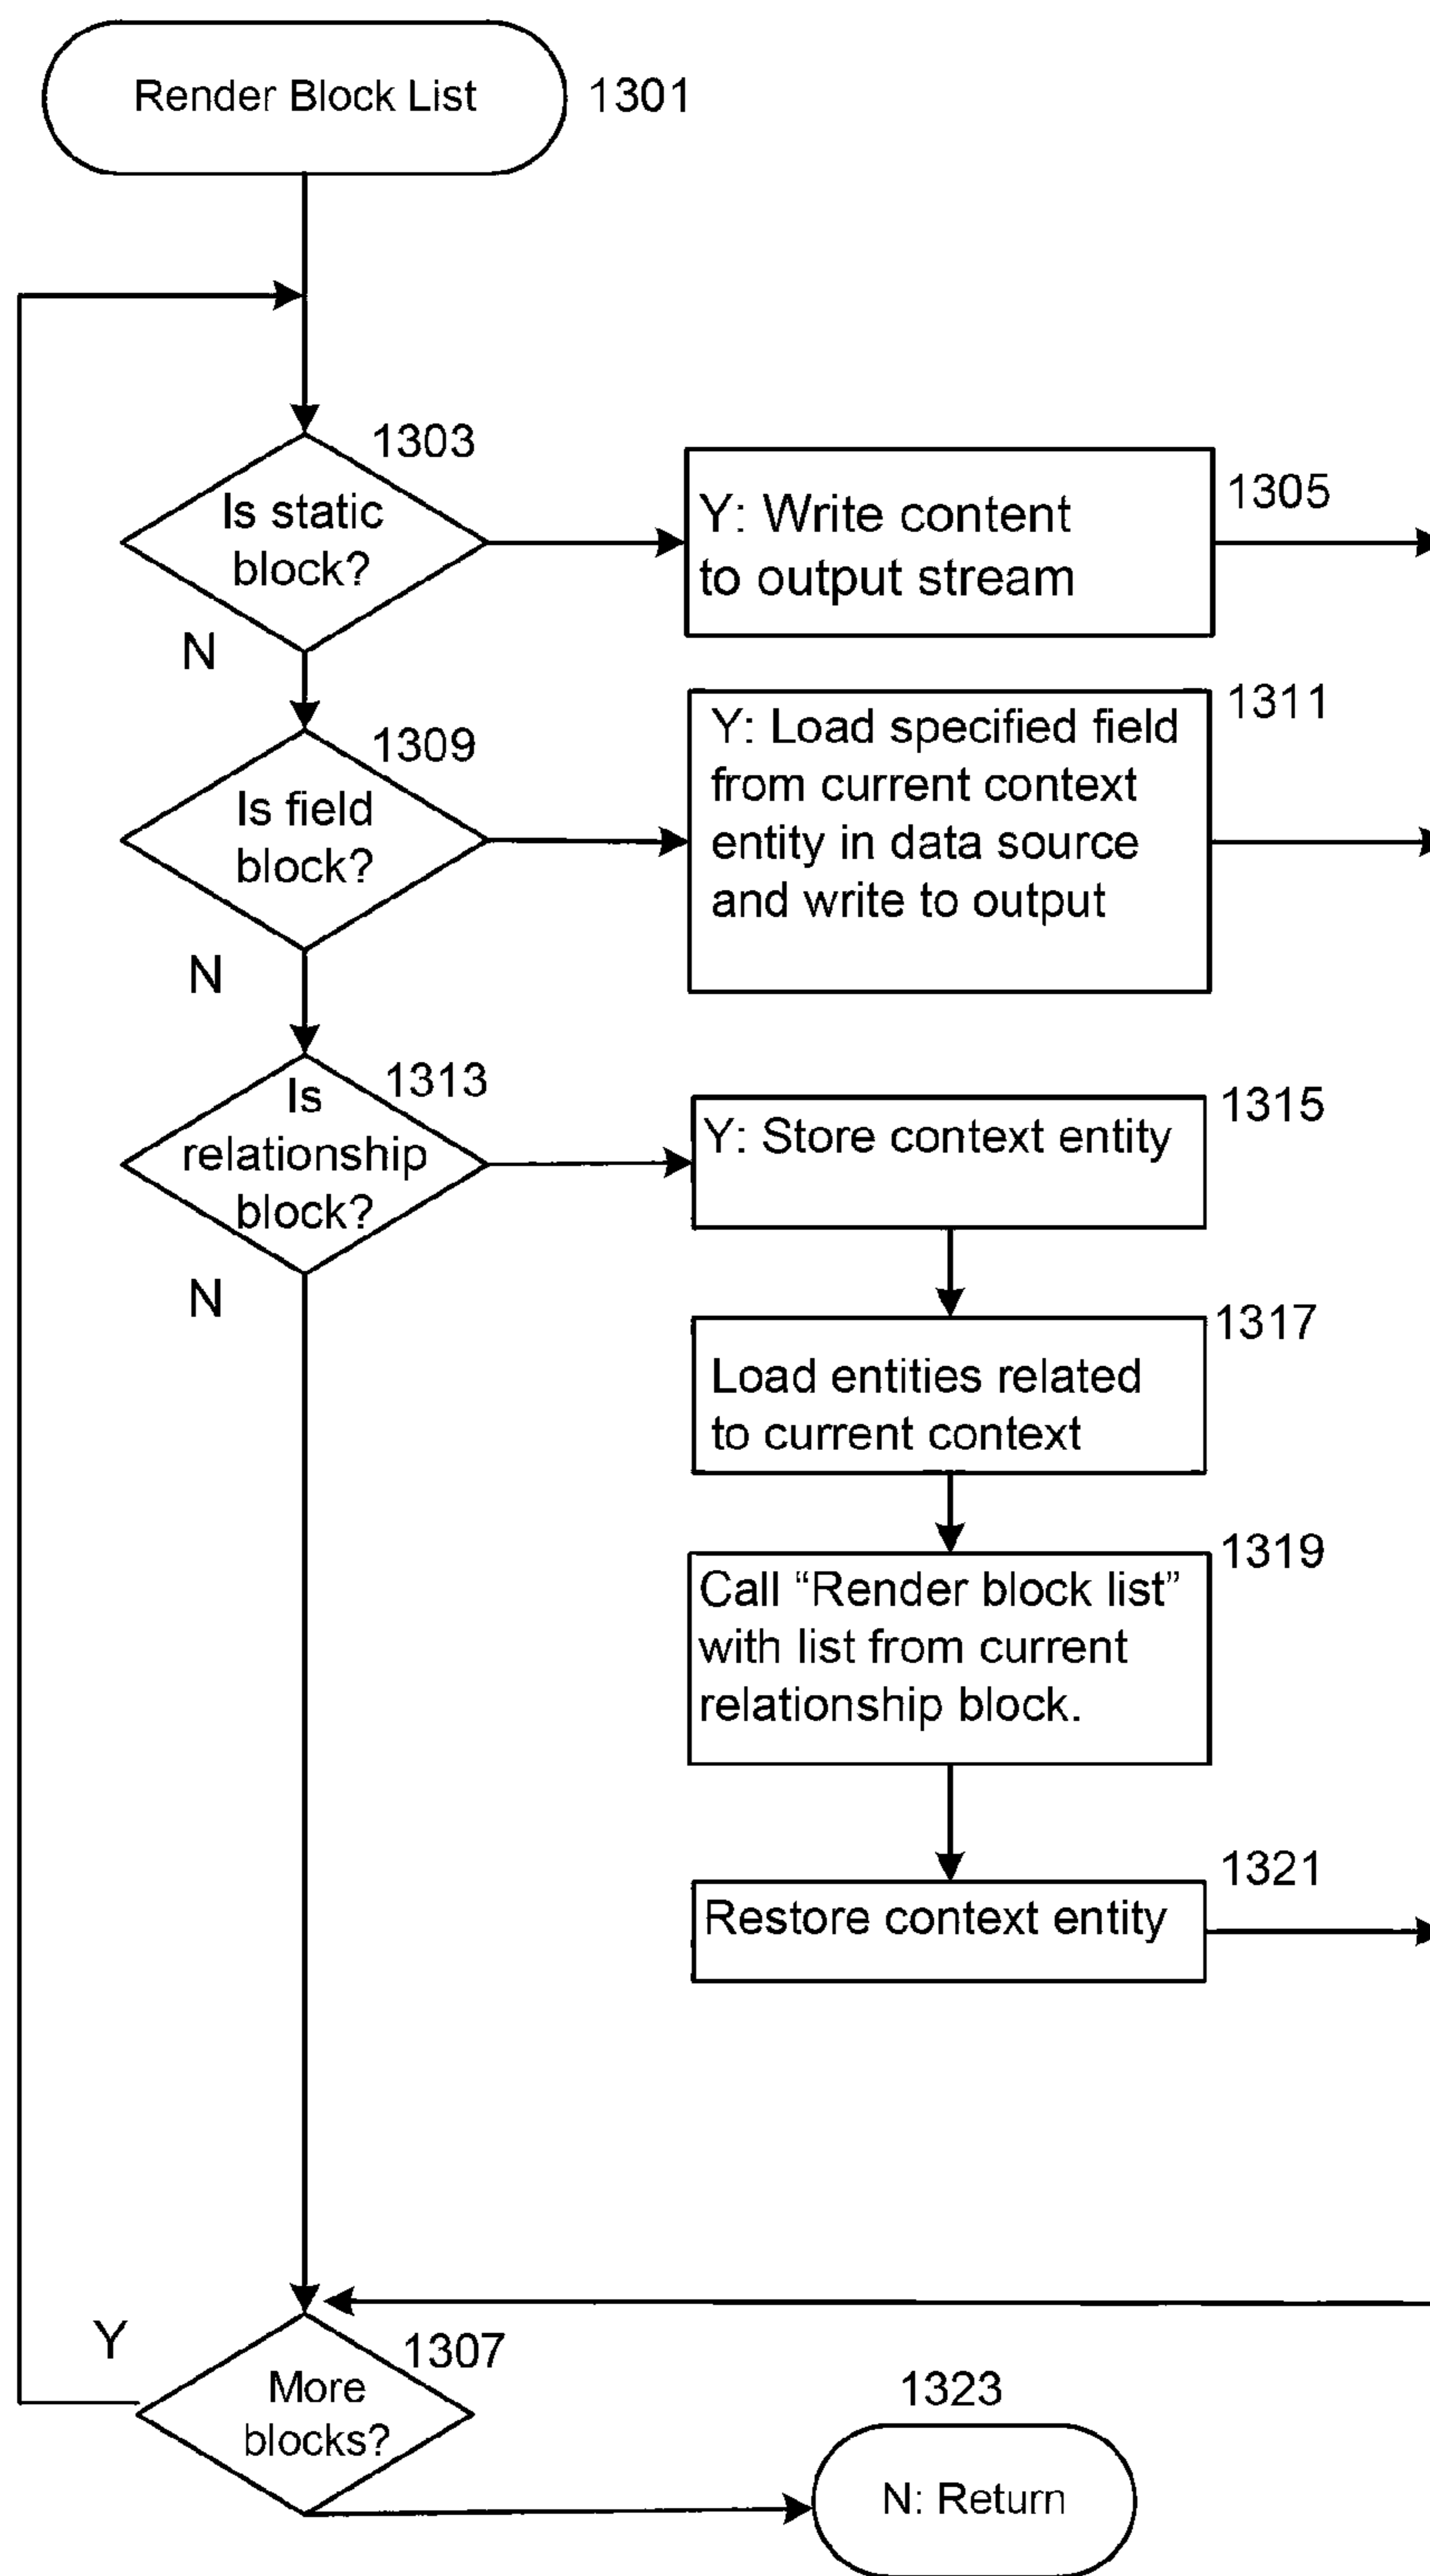 Render Block List
1301
1303
Is static
block?
Y: Write content
to output stream
1305
N
1309
Is field
block?
Y: Load specified field
from current context
entity in data source
and write to output
1311
N
1313
Is
relationship
block?
Y: Store context entity
1315
N
Load entities related
to current context
1317
Call “Render block list”
with list from current
relationship block.
1319
Restore context entity
1321
Y
1307
More
blocks?
1323
N: Return